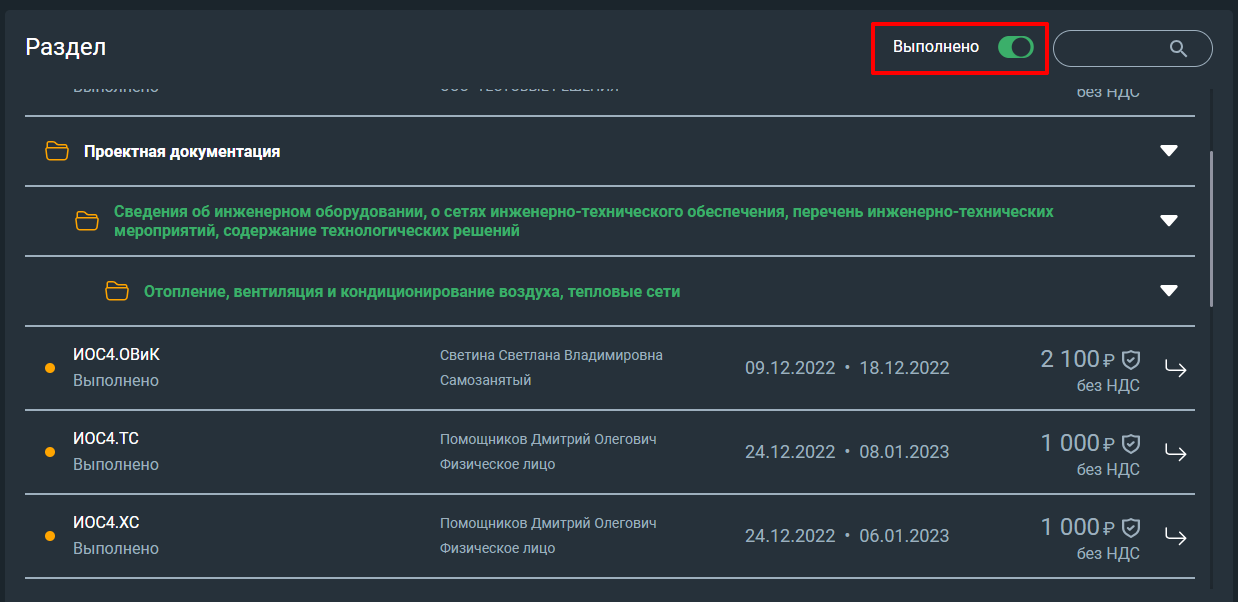 Раздел
Выполнено
без НДС
Проектная документация
Сведения об инженерном оборудовании, о сетях инженерно-технического обеспечения, перечень инженерно-технических
мероприятий, содержание технологических решений
Отопление, вентиляция и кондиционирование воздуха, тепловые сети
ИОС4.ОВиК
Светина Светлана Владимировна
09.12.2022 • 18.12.2022
2 100 ₽
Выполнено
Самозанятый
без НДС
ИОС4.ТС
Помощников Дмитрий Олегович
24.12.2022 • 08.01.2023
1 000 ₽
Выполнено
Физическое лицо
без НДС
ИОС4.ХС
Помощников Дмитрий Олегович
24.12.2022 • 06.01.2023
1 000 ₽
Выполнено
Физическое лицо
без НДС